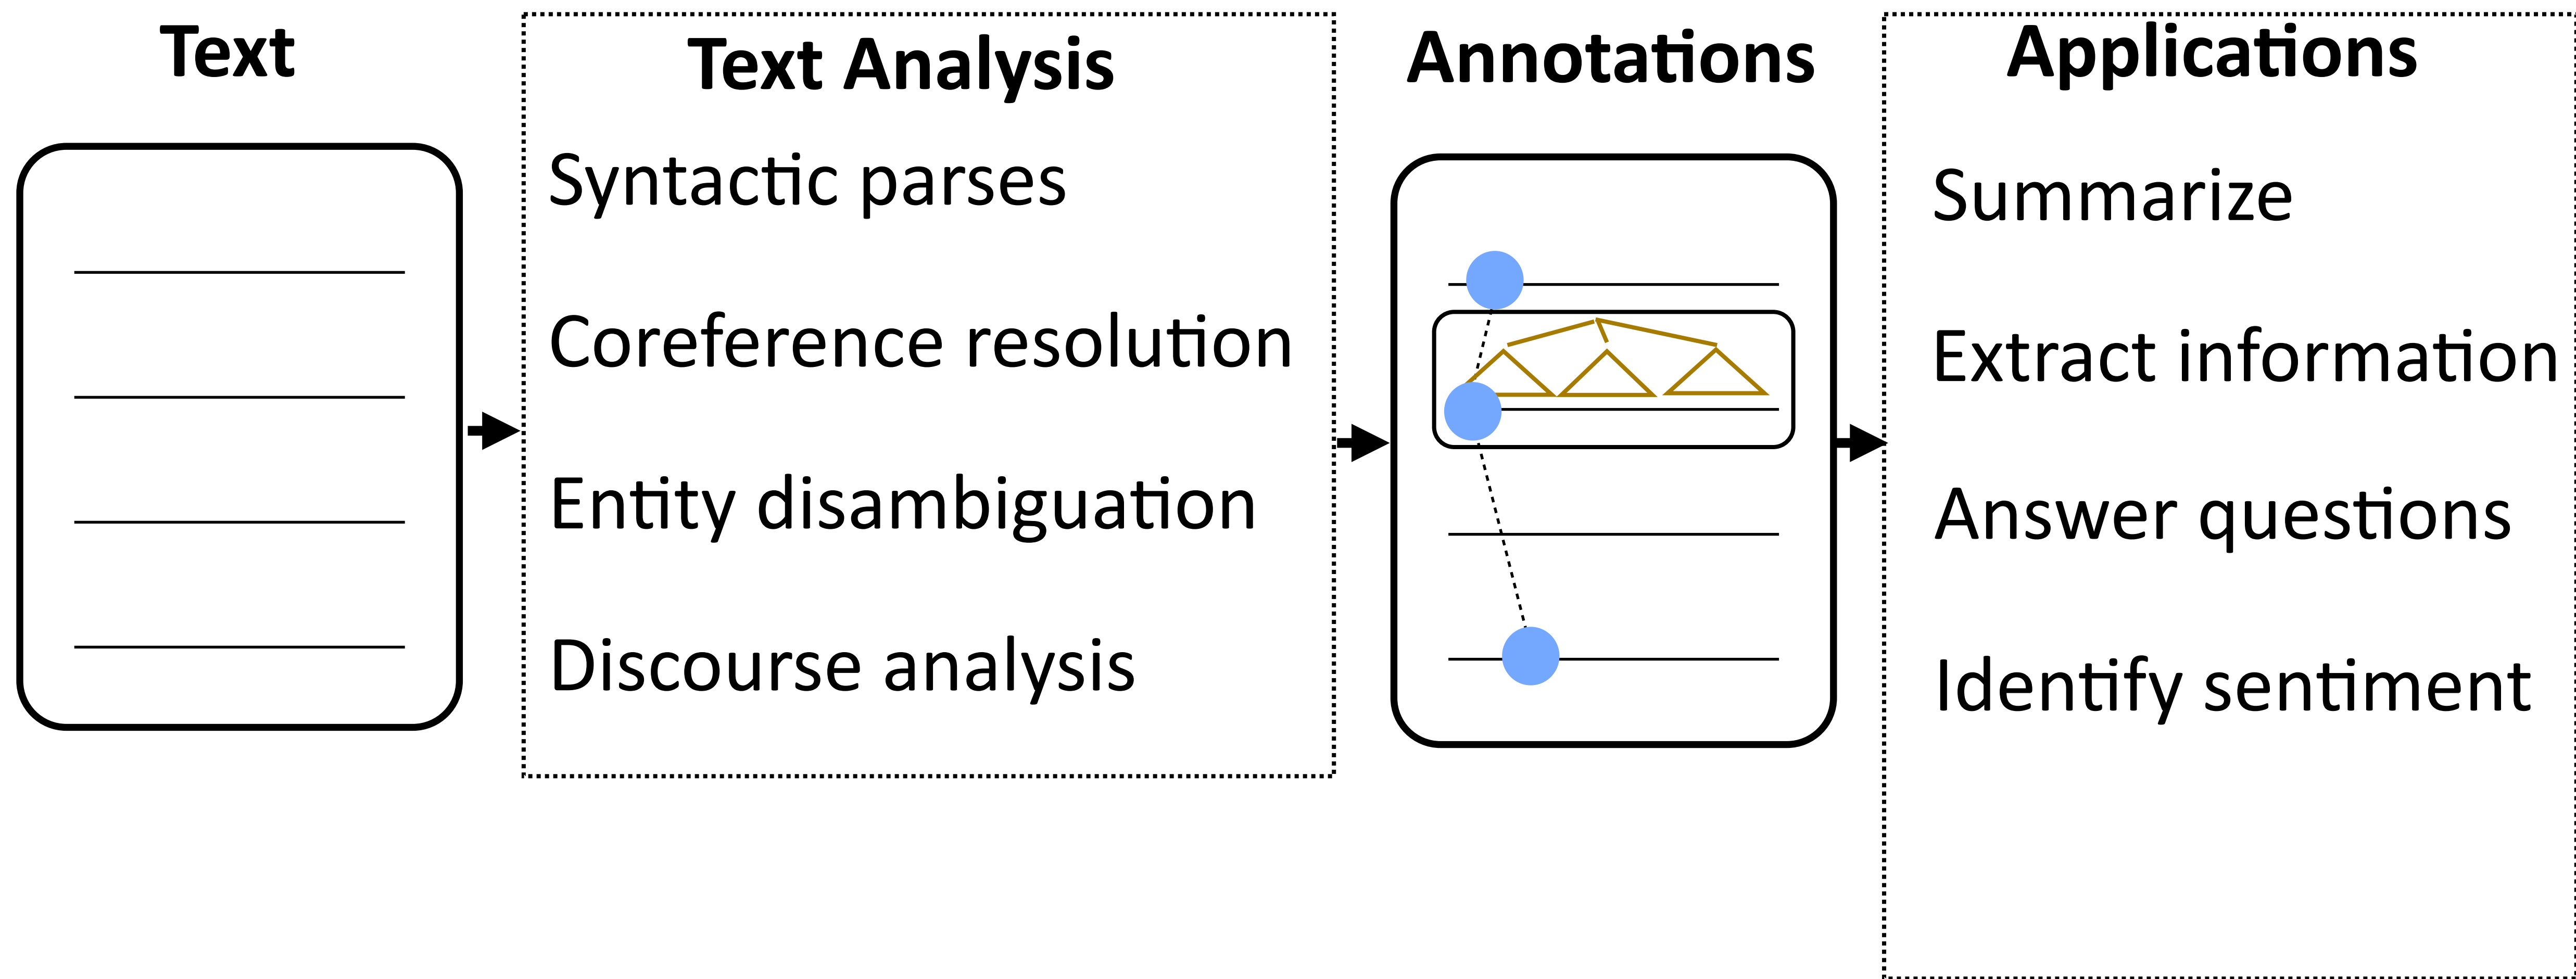 Text
Text Analysis
Syntactic parses
Coreference resolution
Entity disambiguation
Discourse analysis
Annotations
Applications
Summarize
Extract information
Answer questions
Identify sentiment